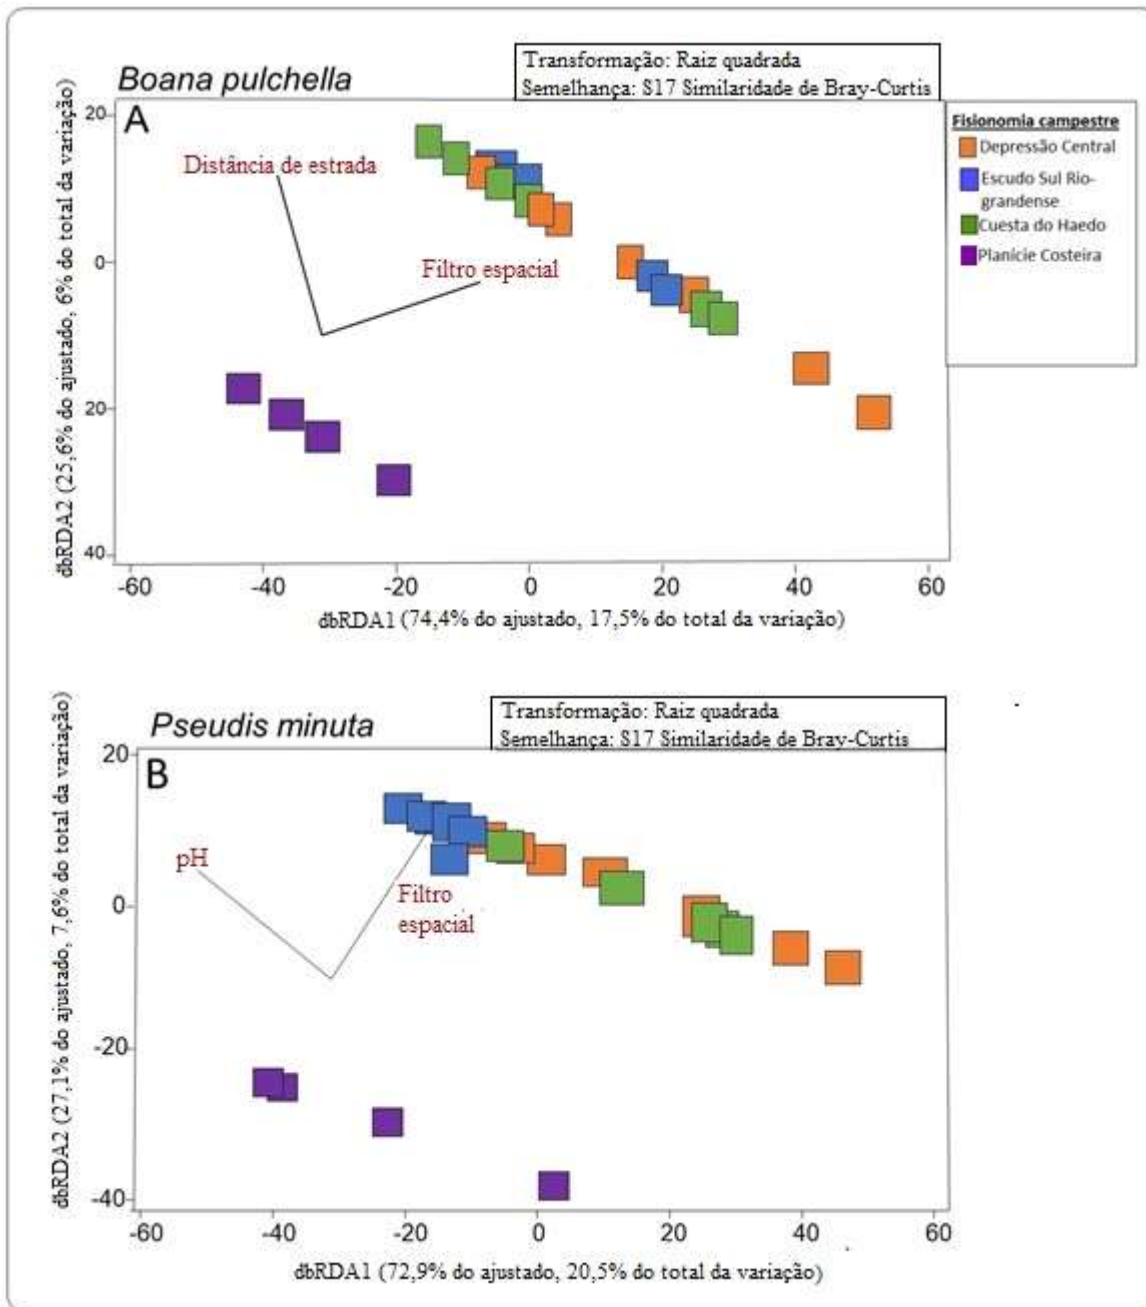 Boana pulchella
Transformação: Raiz quadrada
Semelhança: S17 Similaridade de Bray-Curtis
A
Distância de estrada
Filtro espacial
Fisionomia campestre
Depressão Central
Escudo Sul Rio-
grandense
Cuesta do Haedo
Planície Costeira
dbRDA2 (25,6% do ajustado, 6% do total da variação)
20
0
20
40
-60
-40
-20
0
20
40
60
dbRDA1 (74,4% do ajustado, 17,5% do total da variação)
Pseudis minuta
Transformação: Raiz quadrada
Semelhança: S17 Similaridade de Bray-Curtis
B
pH
Filtro
espacial
dbRDA2 (27,1% do ajustado, 7,6% do total da variação)
20
0
-20
-40
-60
-40
-20
0
20
40
60
dbRDA1 (72,9% do ajustado, 20,5% do total da variação)